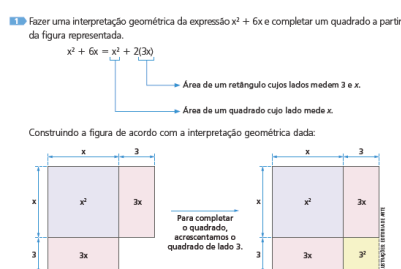 1 Fazer uma interpretação geométrica da expressão x² + 6x e completar um quadrado a partir
da figura representada.
x² + 6x = x² + 2(3x)
Área de um retângulo cujos lados medem 3 e x.
Área de um quadrado cujo lado mede x.
Construindo a figura de acordo com a interpretação geométrica dada:
x 3 x 3
x x² 3x x x² 3x
Para completar
o quadrado,
acrescentamos o
quadrado de lado 3.
3 3x 3 3x 3²